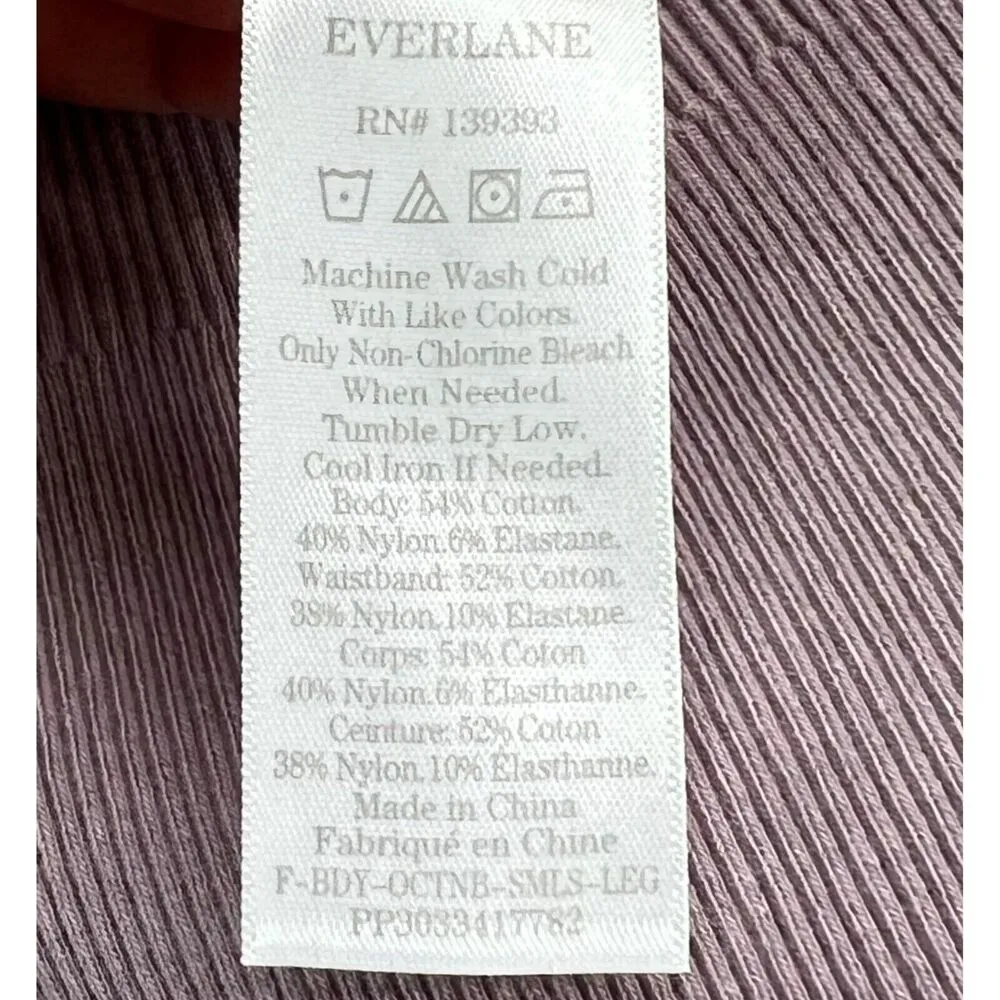 EVERLANE
RN# 139393
Machine Wash Cold
With Like Colors.
Only Non-Chlorine Bleach
When Needed.
Tumble Dry Low.
Cool Iron If Needed.
Body: 54% Cotton.
40% Nylon.6% Elastane.
Waistband: 52% Cotton.
38% Nylon.10% Elastane.
Corps: 54% Coton
40% Nylon.6% Elasthanne.
Ceinture: 52% Coton
38% Nylon.10% Elasthanne.
Made in China
Fabriqué en Chine
F-BDY-OCTNB-SMLS-LEG
PP3033417782